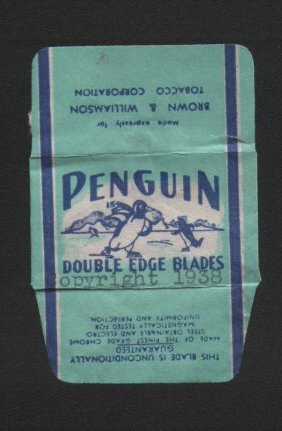 Made expressly for
BROWN & WILLIAMSON
TOBACCO CORPORATION
PENGUIN
DOUBLE EDGE BLADES
Copyright 1938
THIS BLADE IS UNCONDITIONALLY
GUARANTEED
MADE OF THE FINEST GRADE CHROME
STEEL OBTAINABLE AND ELECTRO-
MAGNETICALLY TESTED FOR
UNIFORMITY AND PERFECTION.